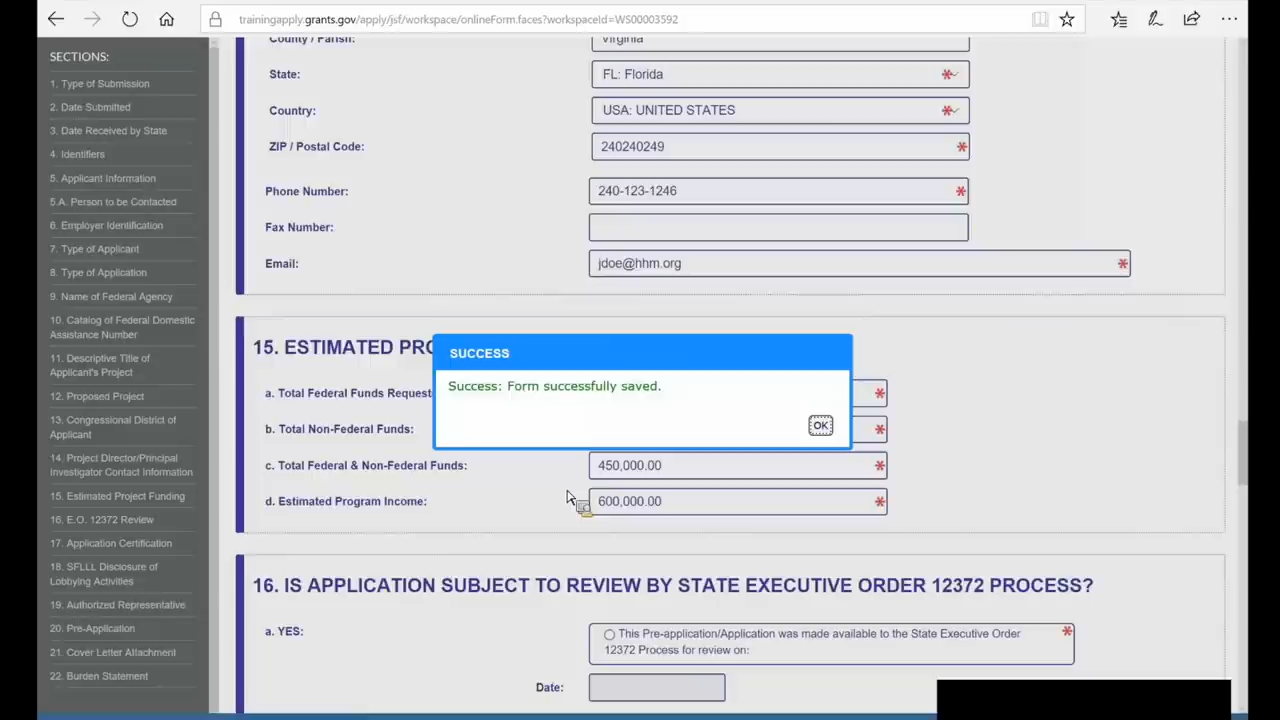 trainingapply.grants.gov/apply/jsf/workspace/onlineForm.faces?workspaceId=WS00003592
SECTIONS:
1. Type of Submission
2. Date Submitted
3. Date Received by State
4. Identifiers
5. Applicant Information
5.A. Person to be Contacted
6. Employer Identification
7. Type of Applicant
8. Type of Application
9. Name of Federal Agency
10. Catalog of Federal Domestic
Assistance Number
11. Descriptive Title of
Applicant's Project
12. Proposed Project
13. Congressional District of
Applicant
14. Project Director/Principal
Investigator Contact Information
15. Estimated Project Funding
16. E.O. 12372 Review
17. Application Certification
18. SFLLL Disclosure of
Lobbying Activities
19. Authorized Representative
20. Pre-Application
21. Cover Letter Attachment
22. Burden Statement
County / Parish: Virginia
State: FL: Florida *
Country: USA: UNITED STATES *
ZIP / Postal Code: 240240249 *
Phone Number: 240-123-1246 *
Fax Number:
Email: jdoe@hhm.org *
15. ESTIMATED PRO
a. Total Federal Funds Request *
b. Total Non-Federal Funds: *
c. Total Federal & Non-Federal Funds: 450,000.00 *
d. Estimated Program Income: 600,000.00 *
SUCCESS
Success: Form successfully saved.
OK
16. IS APPLICATION SUBJECT TO REVIEW BY STATE EXECUTIVE ORDER 12372 PROCESS?
a. YES: This Pre-application/Application was made available to the State Executive Order *
12372 Process for review on:
Date: